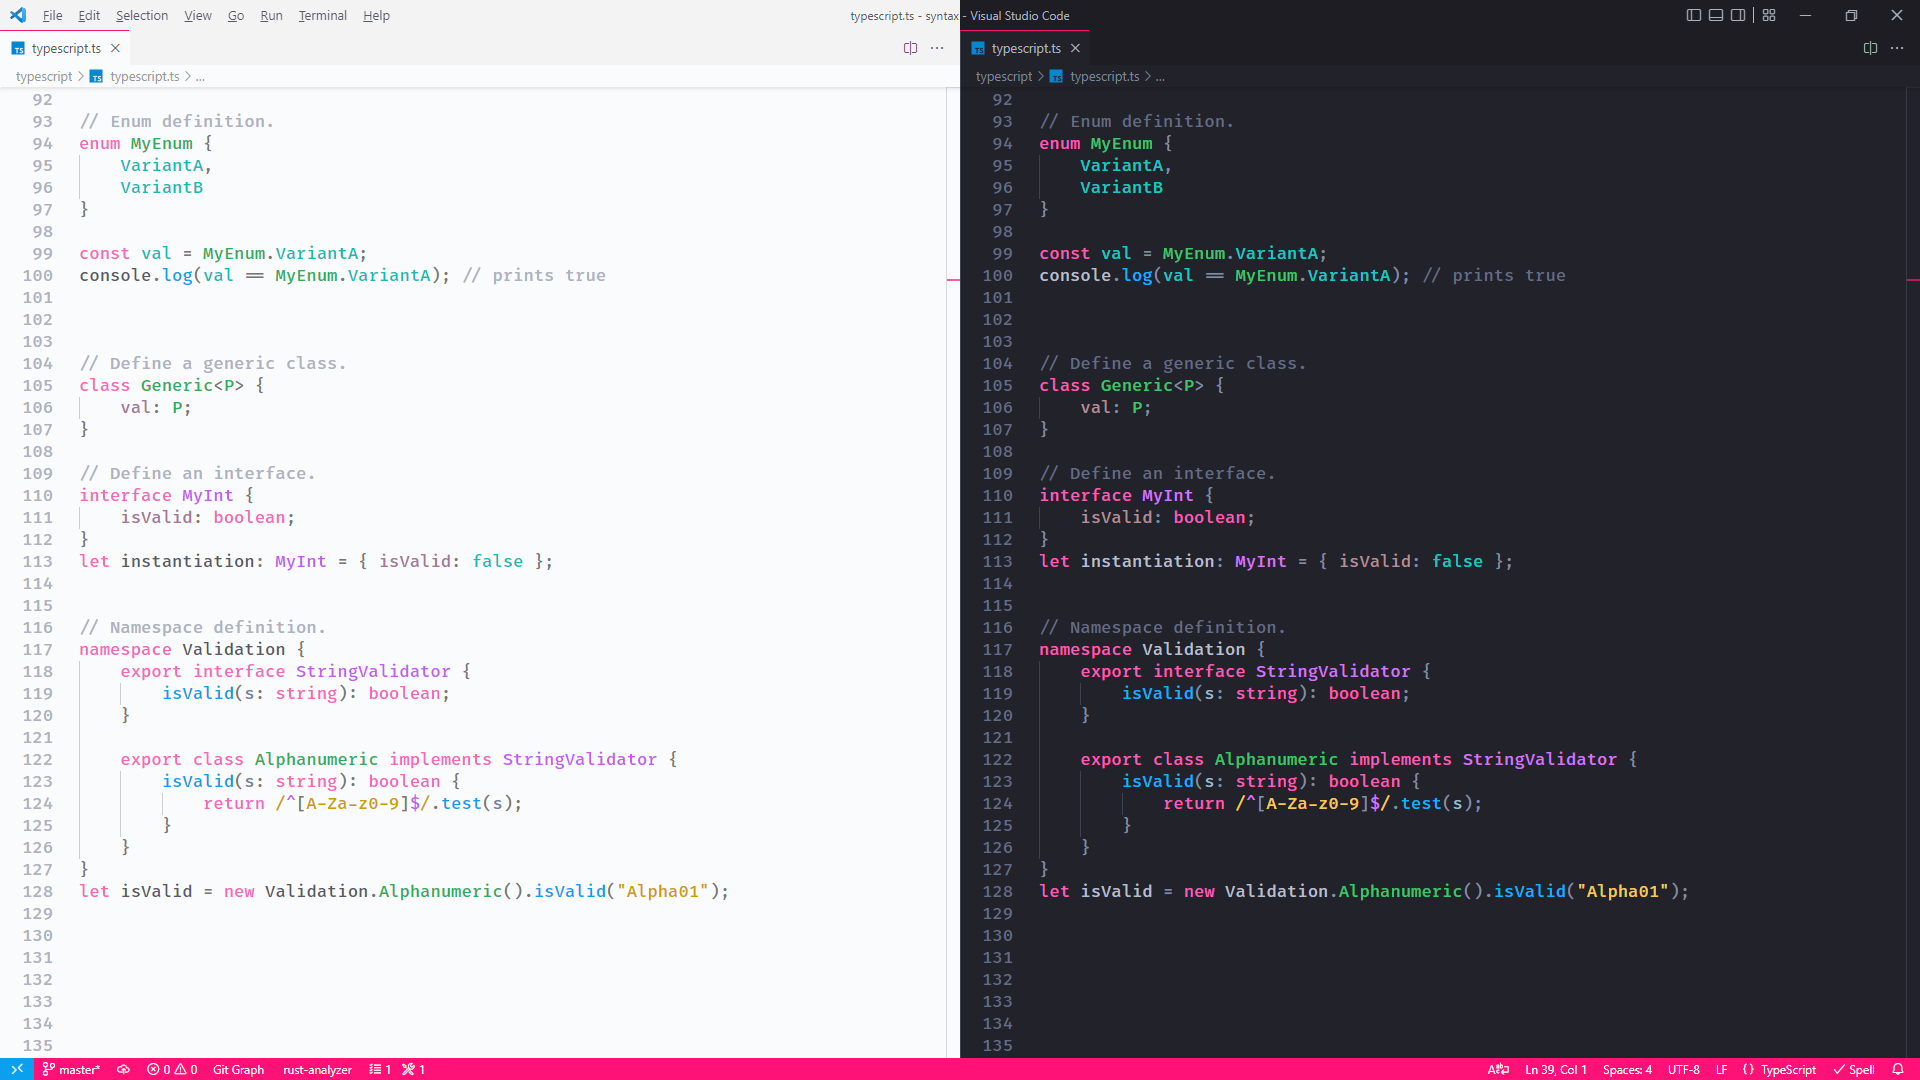 File Edit Selection View Go Run Terminal Help
typescript.ts - syntax - Visual Studio Code
TS typescript.ts
typescript > TS typescript.ts > ...
92
93 // Enum definition.
94 enum MyEnum {
95 VariantA,
96 VariantB
97 }
98
99 const val = MyEnum.VariantA;
100 console.log(val == MyEnum.VariantA); // prints true
101
102
103
104 // Define a generic class.
105 class Generic<P> {
106 val: P;
107 }
108
109 // Define an interface.
110 interface MyInt {
111 isValid: boolean;
112 }
113 let instantiation: MyInt = { isValid: false };
114
115
116 // Namespace definition.
117 namespace Validation {
118 export interface StringValidator {
119 isValid(s: string): boolean;
120 }
121
122 export class Alphanumeric implements StringValidator {
123 isValid(s: string): boolean {
124 return /^[A-Za-z0-9]$/.test(s);
125 }
126 }
127 }
128 let isValid = new Validation.Alphanumeric().isValid("Alpha01");
129
130
131
132
133
134
135
TS typescript.ts
typescript > TS typescript.ts > ...
92
93 // Enum definition.
94 enum MyEnum {
95 VariantA,
96 VariantB
97 }
98
99 const val = MyEnum.VariantA;
100 console.log(val == MyEnum.VariantA); // prints true
101
102
103
104 // Define a generic class.
105 class Generic<P> {
106 val: P;
107 }
108
109 // Define an interface.
110 interface MyInt {
111 isValid: boolean;
112 }
113 let instantiation: MyInt = { isValid: false };
114
115
116 // Namespace definition.
117 namespace Validation {
118 export interface StringValidator {
119 isValid(s: string): boolean;
120 }
121
122 export class Alphanumeric implements StringValidator {
123 isValid(s: string): boolean {
124 return /^[A-Za-z0-9]$/.test(s);
125 }
126 }
127 }
128 let isValid = new Validation.Alphanumeric().isValid("Alpha01");
129
130
131
132
133
134
135
master* 0 0 Git Graph rust-analyzer 1 1 Ln 39, Col 1 Spaces: 4 UTF-8 LF {} TypeScript Spell